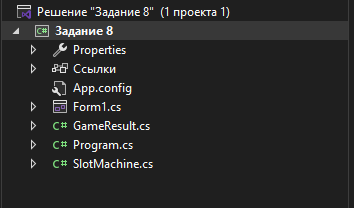 Решение "Задание 8" (1 проекта 1)
C# Задание 8
Properties
Ссылки
App.config
Form1.cs
C# GameResult.cs
C# Program.cs
C# SlotMachine.cs